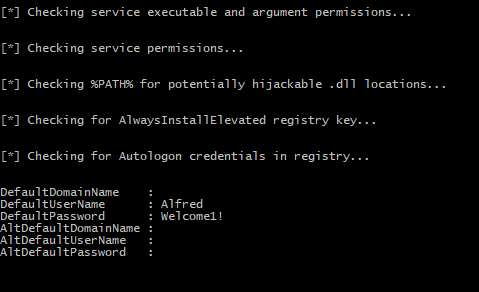 [*] Checking service executable and argument permissions...
[*] Checking service permissions...
[*] Checking %PATH% for potentially hijackable .dll locations...
[*] Checking for AlwaysInstallElevated registry key...
[*] Checking for Autologon credentials in registry...
DefaultDomainName    :
DefaultUserName      : Alfred
DefaultPassword      : Welcome1!
AltDefaultDomainName :
AltDefaultUserName   :
AltDefaultPassword   :